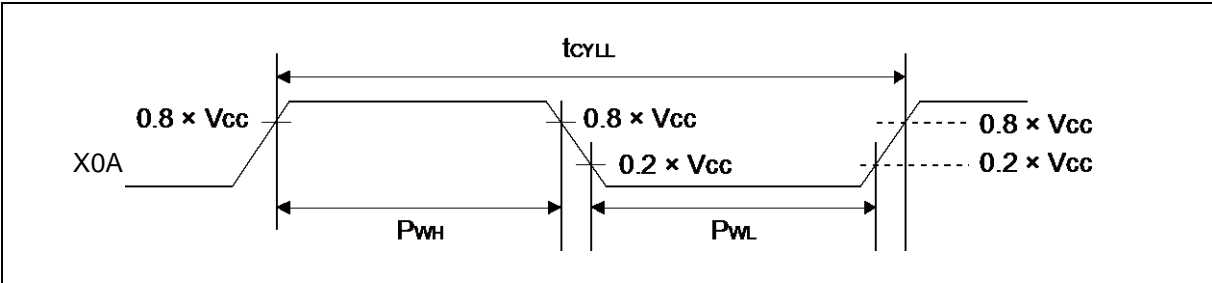 tCYLL
0.8 × Vcc
0.8 × Vcc
0.8 × Vcc
X0A
0.2 × Vcc
0.2 × Vcc
PWH
PWL